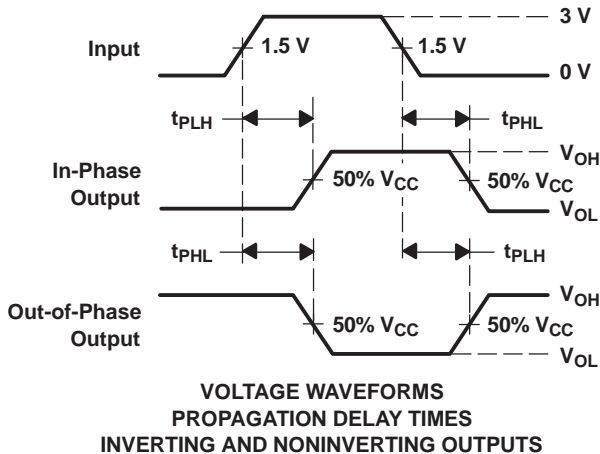 3 V
Input
1.5 V
1.5 V
0 V
tPLH
tPHL
VOH
In-Phase
Output
50% VCC
50% VCC
VOL
tPHL
tPLH
VOH
Out-of-Phase
Output
50% VCC
50% VCC
VOL
VOLTAGE WAVEFORMS
PROPAGATION DELAY TIMES
INVERTING AND NONINVERTING OUTPUTS